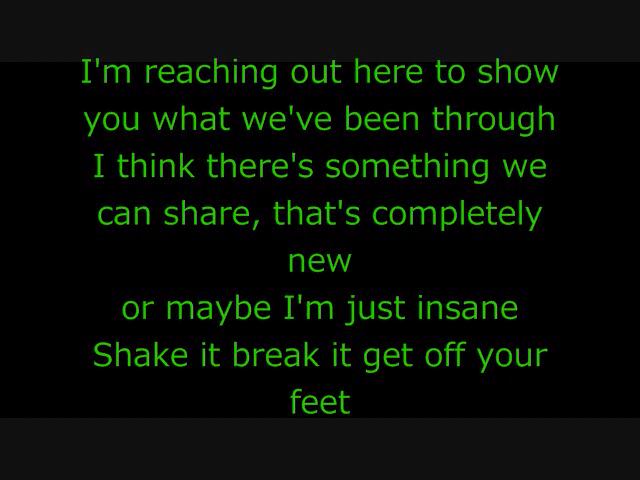 I'm reaching out here to show
you what we've been through
I think there's something we
can share, that's completely
new
or maybe I'm just insane
Shake it break it get off your
feet